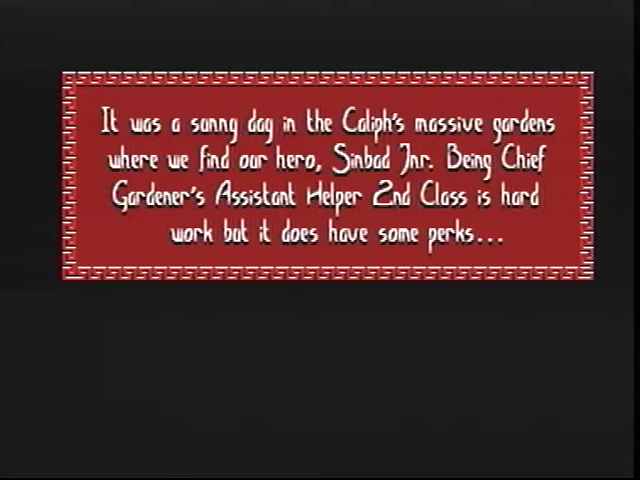 It was a sunny day in the Caliph's massive gardens
where we find our hero, Sinbad Jnr. Being Chief
Gardener's Assistant Helper 2nd Class is hard
work but it does have some perks...